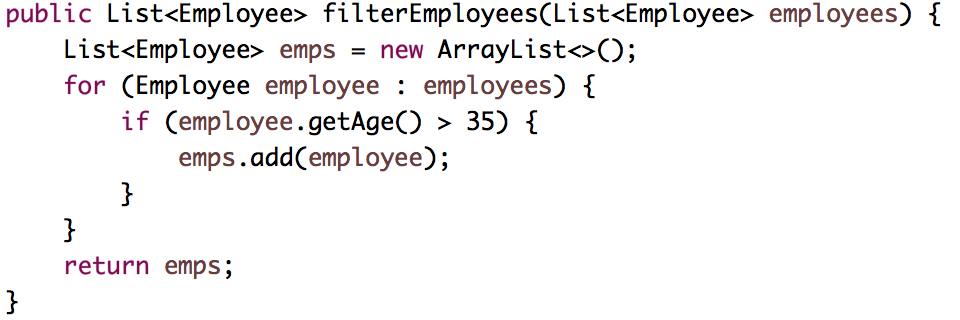 public List<Employee> filterEmployees(List<Employee> employees) {
    List<Employee> emps = new ArrayList<>();
    for (Employee employee : employees) {
        if (employee.getAge() > 35) {
            emps.add(employee);
        }
    }
    return emps;
}